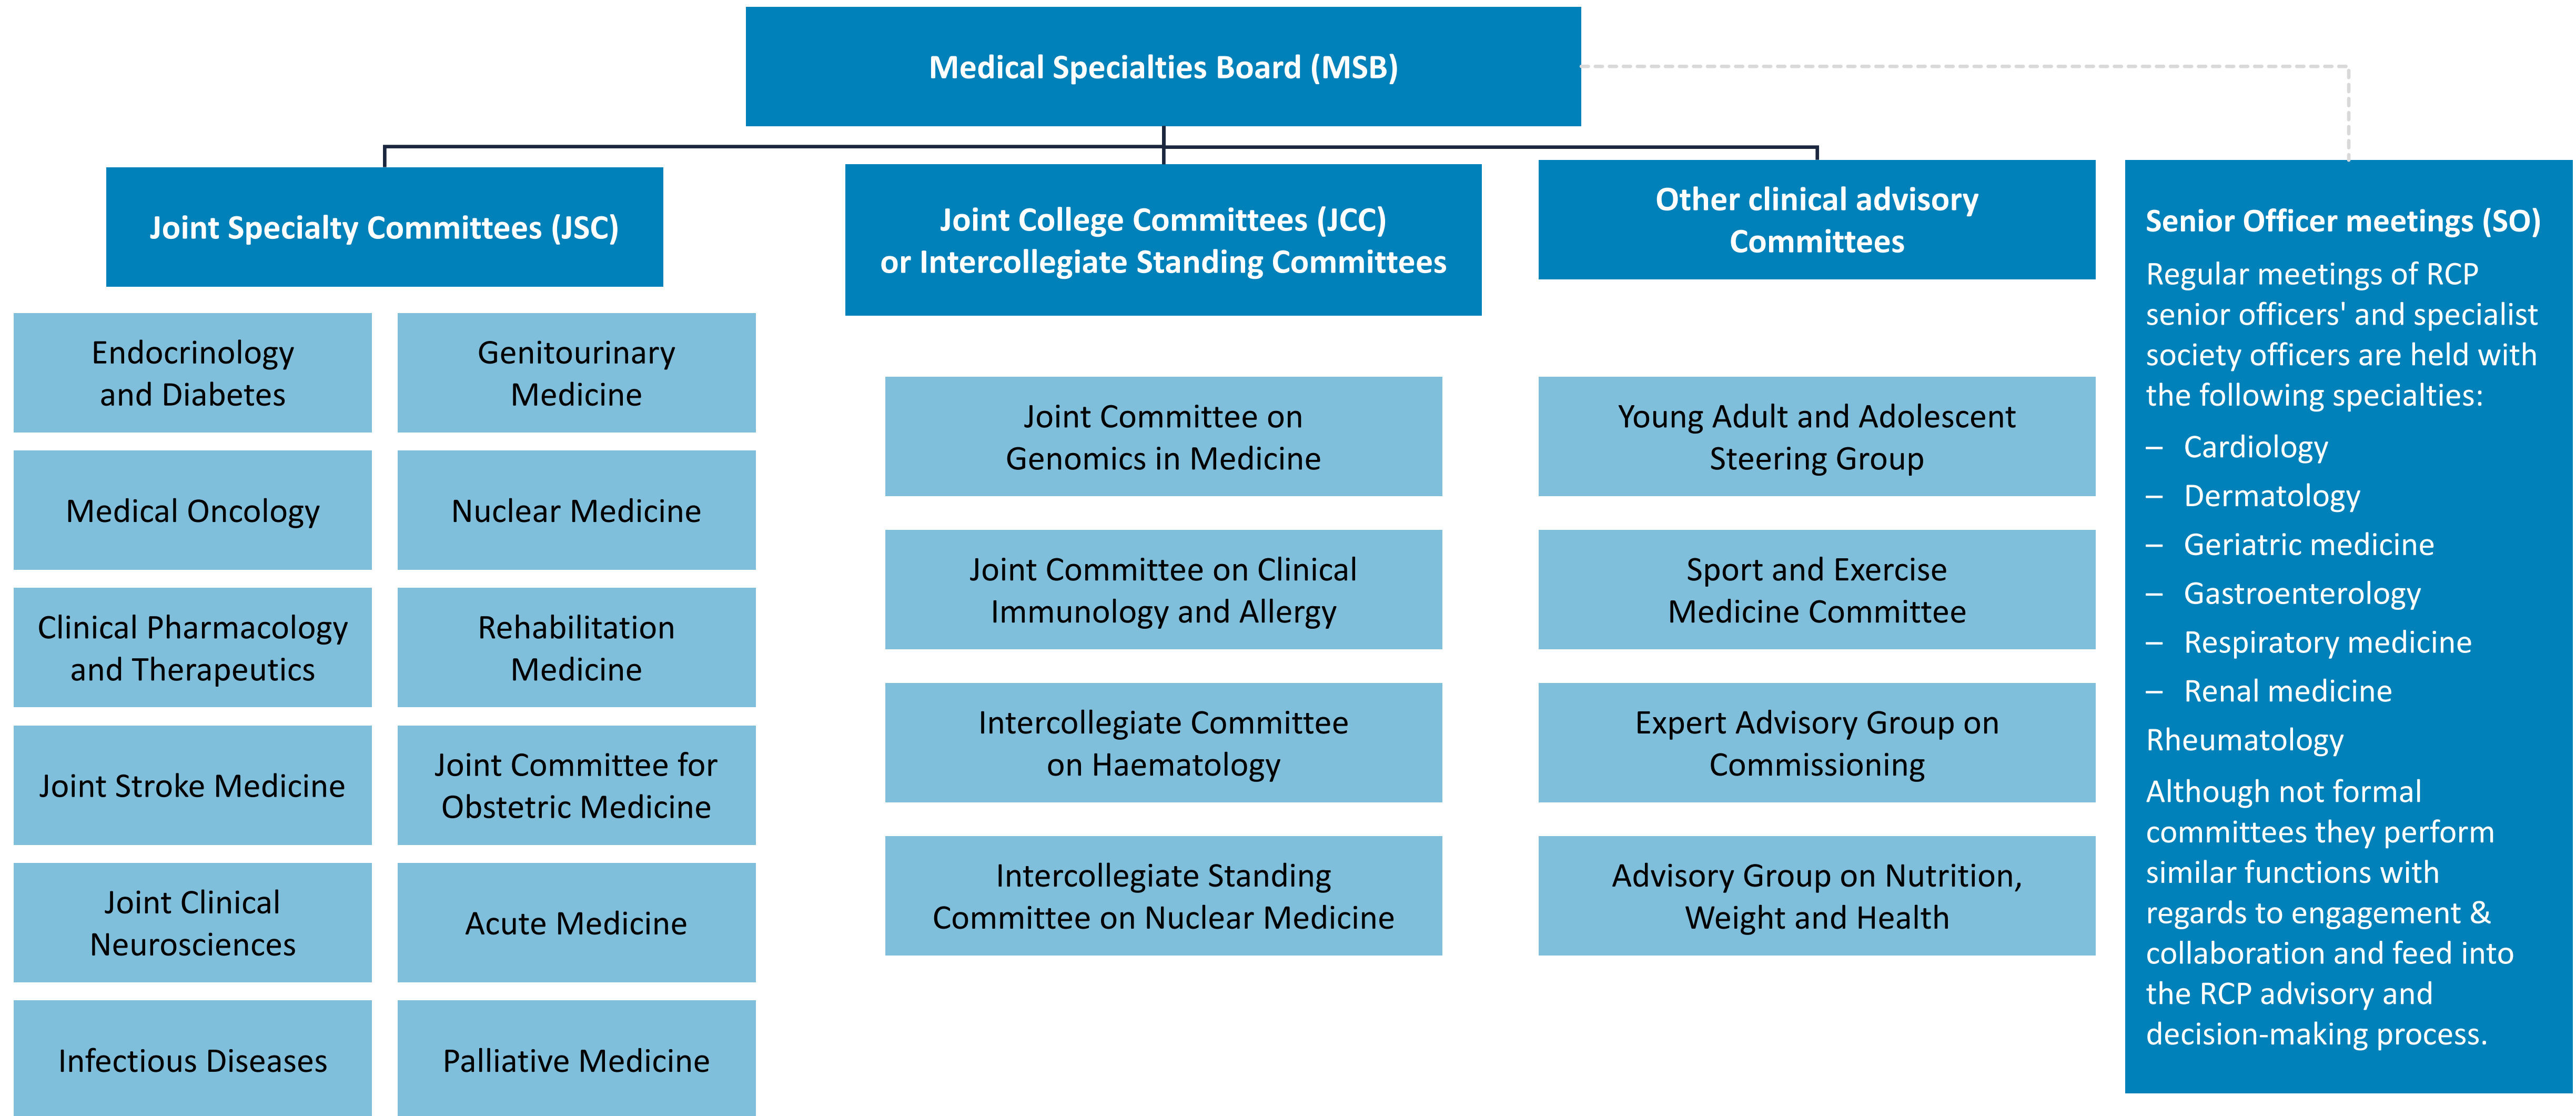 Medical Specialties Board (MSB)
Joint Specialty Committees (JSC)
Endocrinology
and Diabetes
Genitourinary
Medicine
Medical Oncology
Nuclear Medicine
Clinical Pharmacology
and Therapeutics
Rehabilitation
Medicine
Joint Stroke Medicine
Joint Committee for
Obstetric Medicine
Joint Clinical
Neurosciences
Acute Medicine
Infectious Diseases
Palliative Medicine
Joint College Committees (JCC)
or Intercollegiate Standing Committees
Joint Committee on
Genomics in Medicine
Joint Committee on Clinical
Immunology and Allergy
Intercollegiate Committee
on Haematology
Intercollegiate Standing
Committee on Nuclear Medicine
Other clinical advisory
Committees
Young Adult and Adolescent
Steering Group
Sport and Exercise
Medicine Committee
Expert Advisory Group on
Commissioning
Advisory Group on Nutrition,
Weight and Health
Senior Officer meetings (SO)
Regular meetings of RCP
senior officers' and specialist
society officers are held with
the following specialties:
– Cardiology
– Dermatology
– Geriatric medicine
– Gastroenterology
– Respiratory medicine
– Renal medicine
Rheumatology
Although not formal
committees they perform
similar functions with
regards to engagement &
collaboration and feed into
the RCP advisory and
decision-making process.